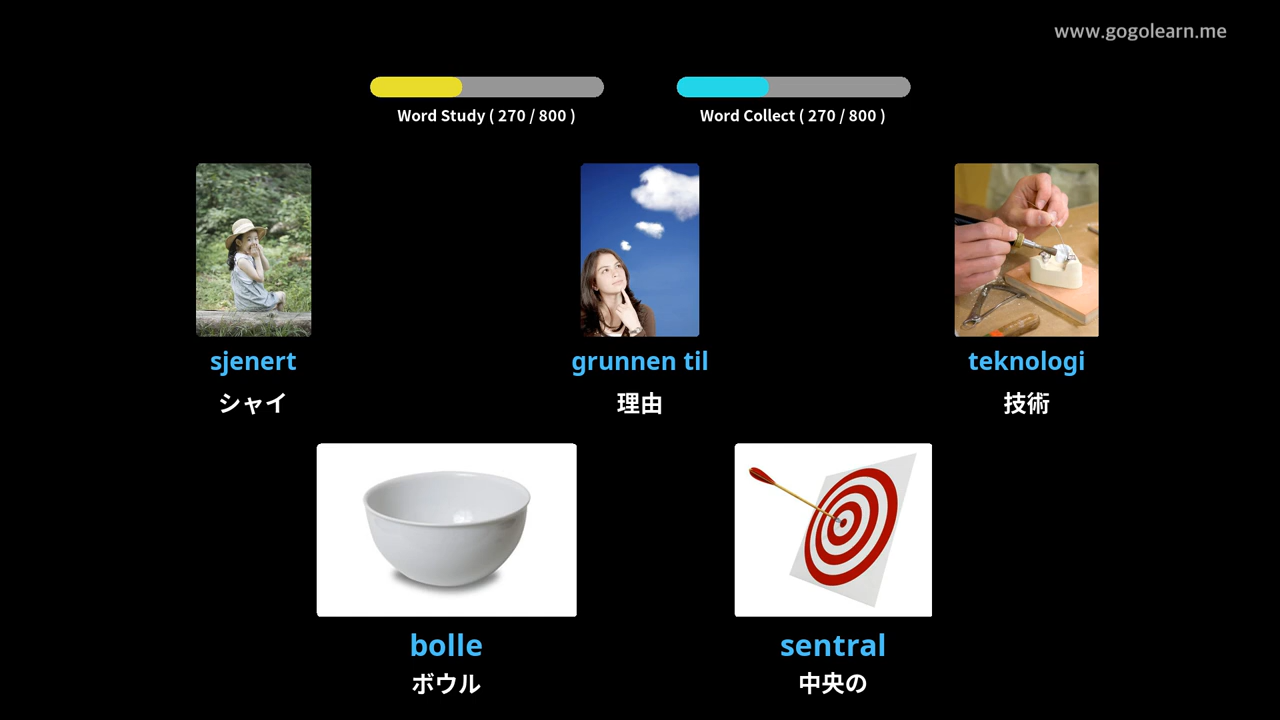 www.gogolearn.me
Word Study ( 270 / 800 )
Word Collect ( 270 / 800 )
sjenert
シャイ
grunnen til
理由
teknologi
技術
bolle
ボウル
sentral
中央の